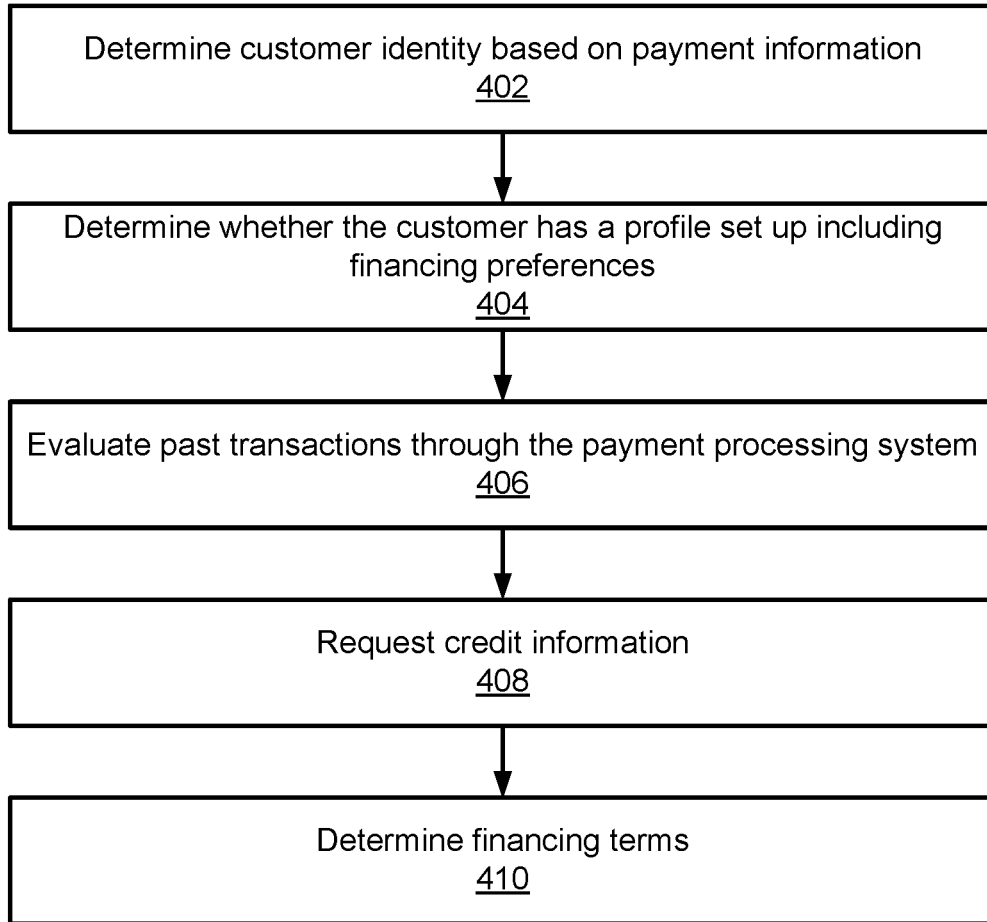 Determine customer identity based on payment information
402
Determine whether the customer has a profile set up including
financing preferences
404
Evaluate past transactions through the payment processing system
406
Request credit information
408
Determine financing terms
410